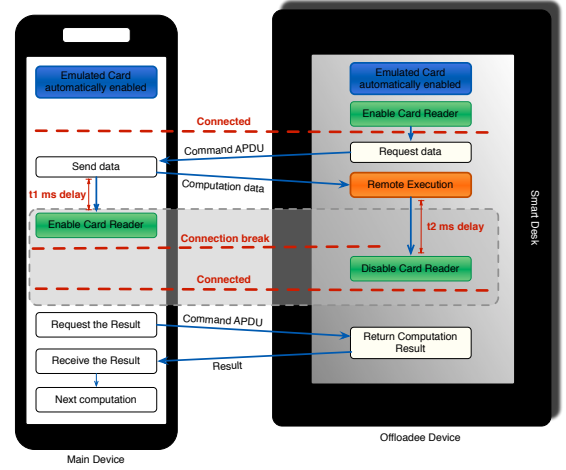 Emulated Card
automatically enabled
Emulated Card
automatically enabled
Enable Card Reader
Connected
Command APDU
Request data
Send data
Computation data
Remote Execution
t1 ms delay
Enable Card Reader
t2 ms delay
Connection break
Disable Card Reader
Connected
Request the Result
Command APDU
Return Computation
Result
Receive the Result
Result
Next computation
Smart Desk
Main Device
Offloadee Device